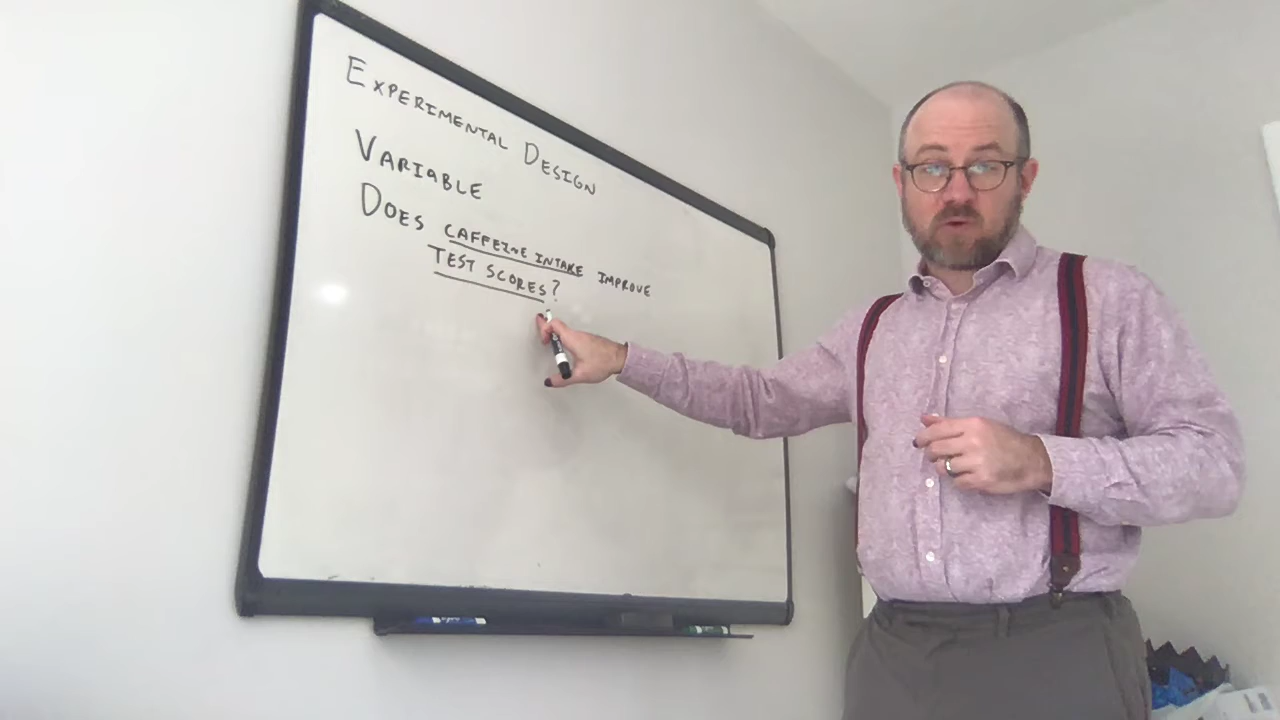 EXPERIMENTAL DESIGN
VARIABLE
DOES CAFFEINE INTAKE IMPROVE
TEST SCORES?